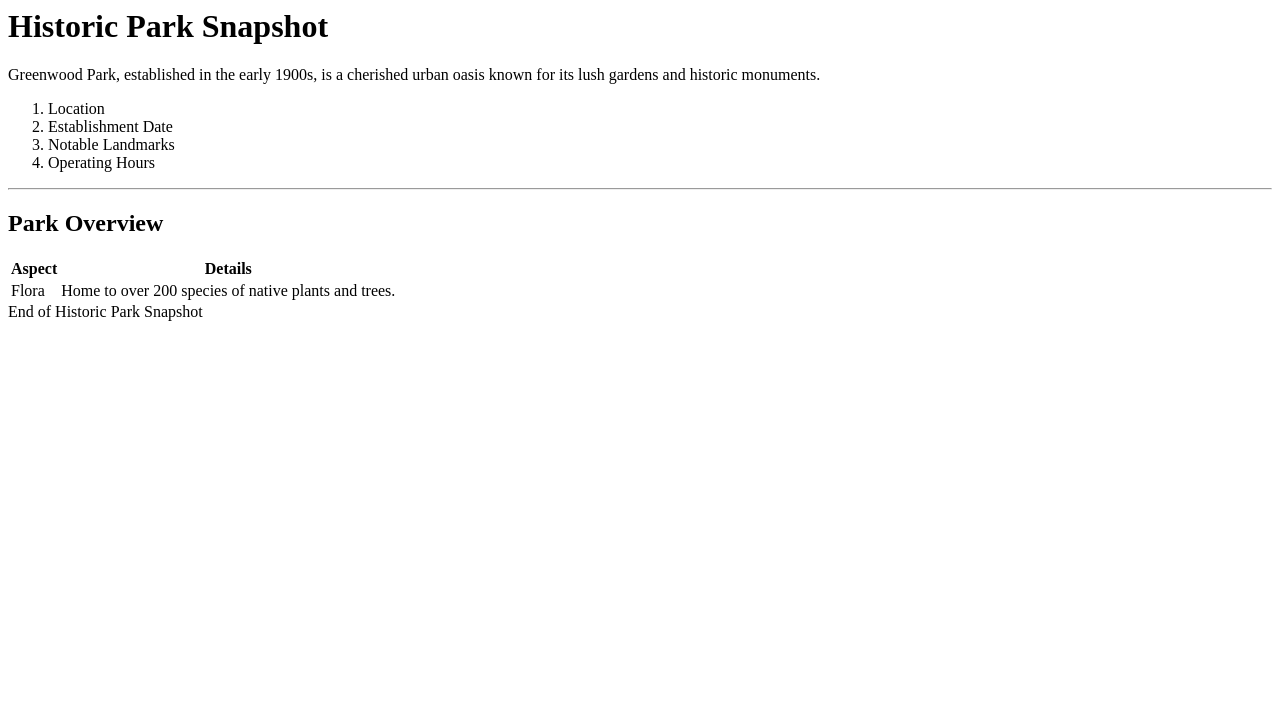 Historic Park Snapshot
Greenwood Park, established in the early 1900s, is a cherished urban oasis known for its lush gardens and historic monuments.
1. Location
2. Establishment Date
3. Notable Landmarks
4. Operating Hours
Park Overview
Aspect Details
Flora Home to over 200 species of native plants and trees.
End of Historic Park Snapshot